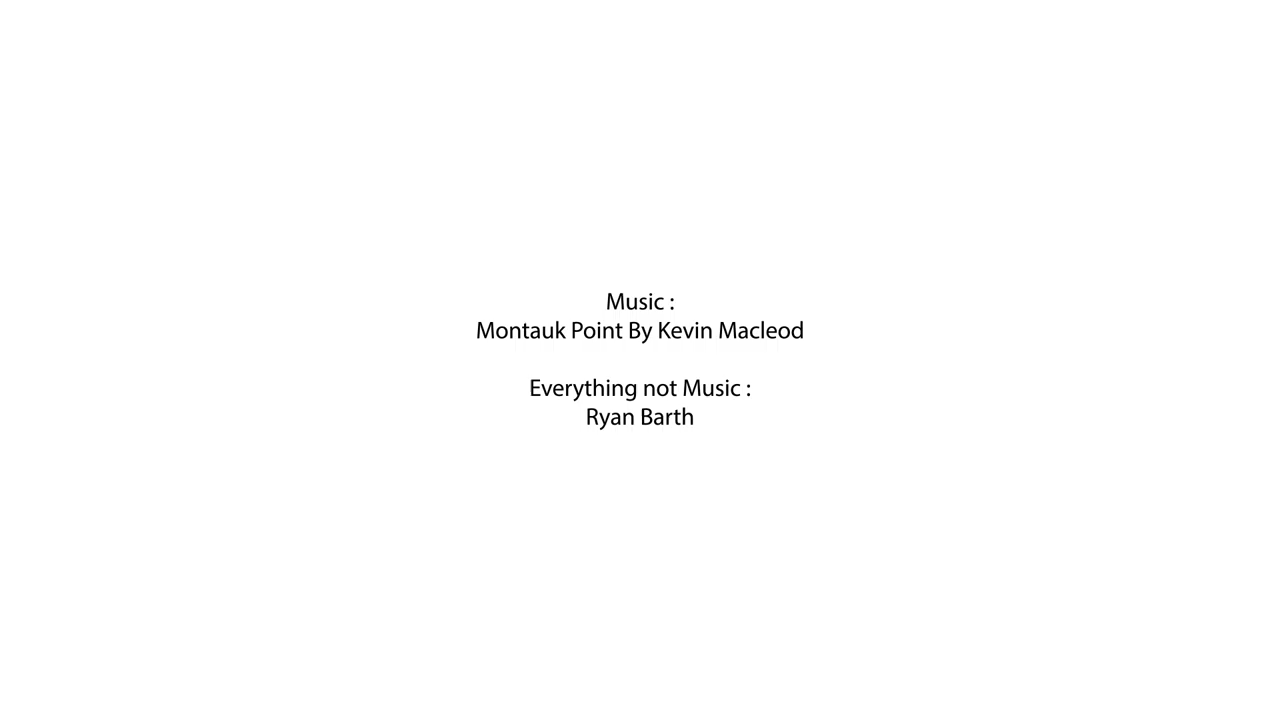 Music :
Montauk Point By Kevin Macleod
Everything not Music :
Ryan Barth